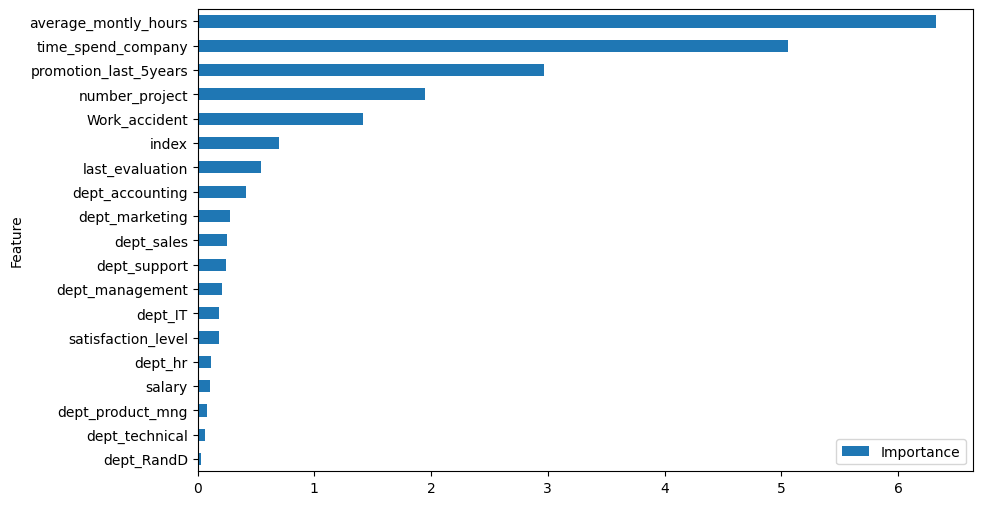 average_montly_hours
time_spend_company
promotion_last_5years
number_project
Work_accident
index
last_evaluation
dept_accounting
dept_marketing
dept_sales
dept_support
dept_management
dept_IT
satisfaction_level
dept_hr
salary
dept_product_mng
dept_technical
dept_RandD
Feature
Importance
0 1 2 3 4 5 6